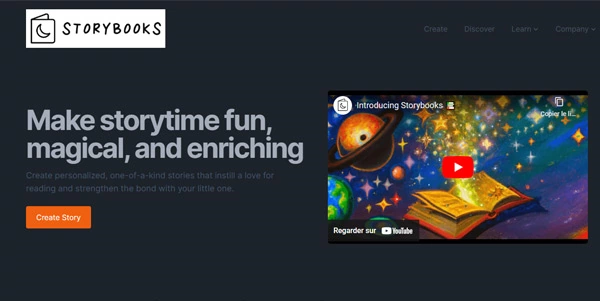 STORYBOOKS
Create Discover Learn Company
Introducing Storybooks
Copier le li...
Make storytime fun,
magical, and enriching
Create personalized, one-of-a-kind stories that instill a love for
reading and strengthen the bond with your little one.
Create Story
Regarder sur YouTube